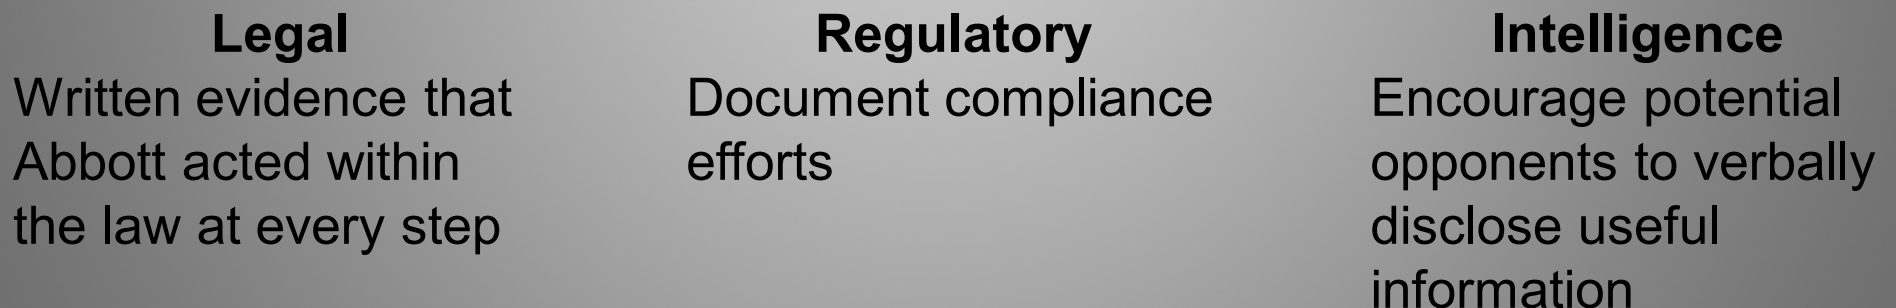 Legal
Written evidence that
Abbott acted within
the law at every step
Regulatory
Document compliance
efforts
Intelligence
Encourage potential
opponents to verbally
disclose useful
information